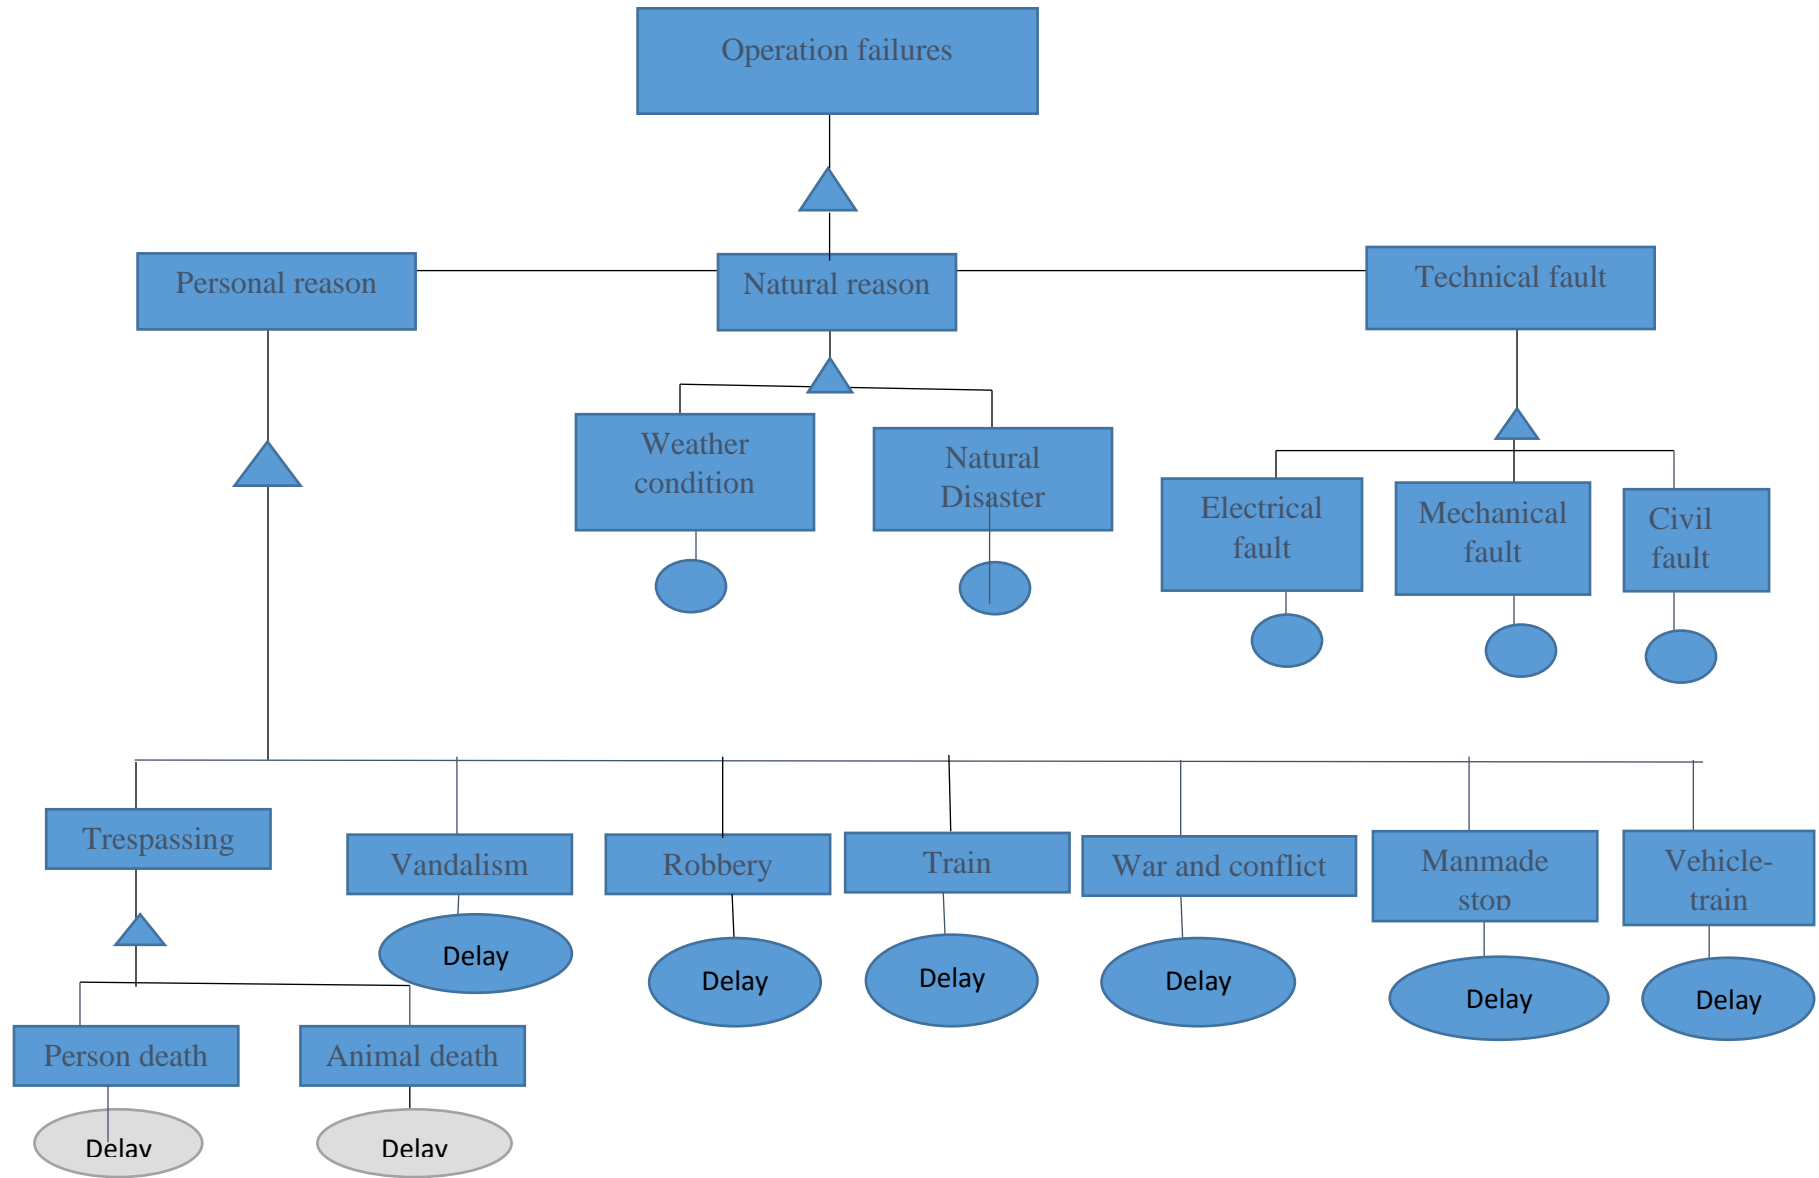 Operation failures
Personal reason
Natural reason
Technical fault
Weather
condition
Natural
Disaster
Electrical
fault
Mechanical
fault
Civil
fault
Trespassing
Vandalism
Robbery
Train
War and conflict
Manmade
stop
Vehicle-
train
Delay
Delay
Delay
Delay
Delay
Delay
Person death
Animal death
Delay
Delay